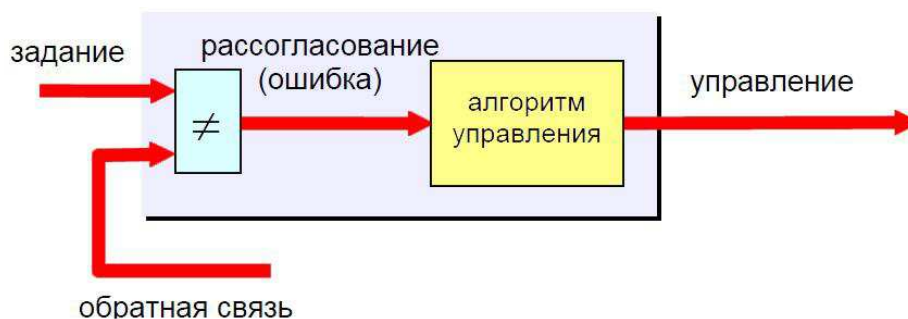 задание
рассогласование
(ошибка)
≠
алгоритм
управления
управление
обратная связь